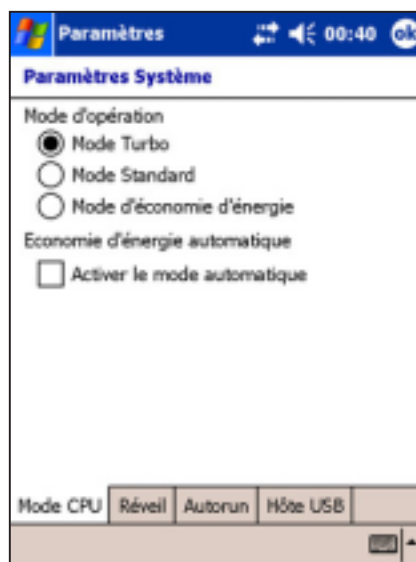 Paramètres 00:40 ok
Paramètres Système
Mode d'opération
Mode Turbo
Mode Standard
Mode d'économie d'énergie
Economie d'énergie automatique
Activer le mode automatique
Mode CPU Réveil Autorun Hôte USB